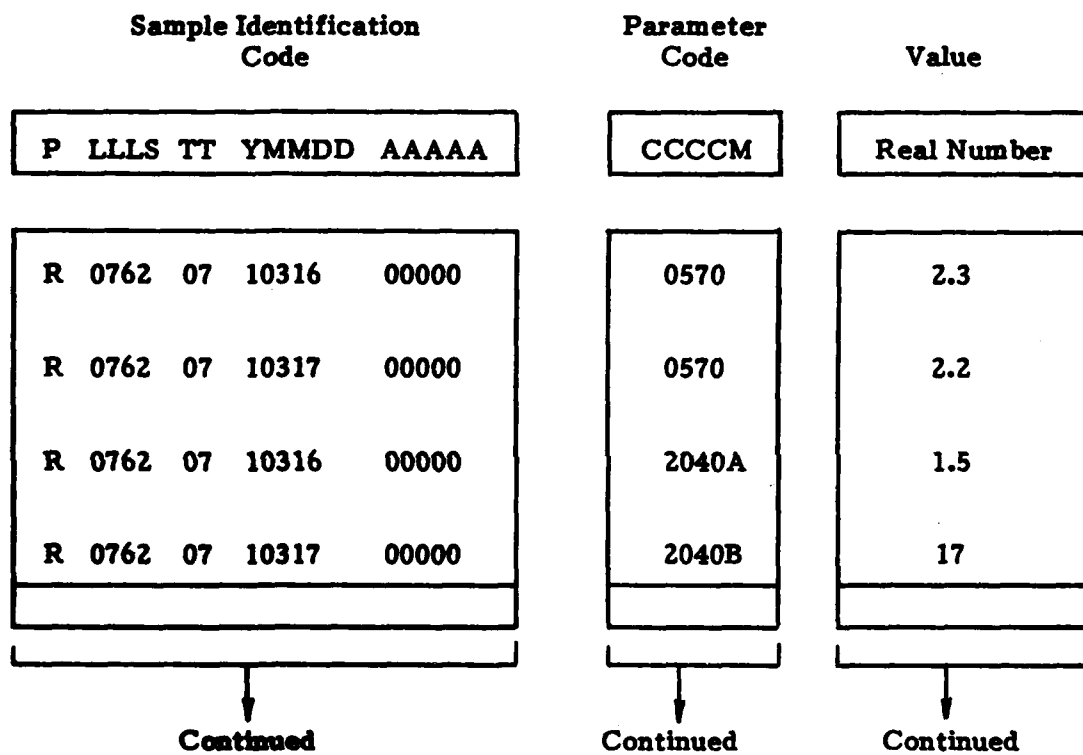 Sample Identification Code
Parameter Code
Value
P LLLS TT YMMDD AAAAA CCCCM Real Number
R 0762 07 10316 00000 0570 2.3
R 0762 07 10317 00000 0570 2.2
R 0762 07 10316 00000 2040A 1.5
R 0762 07 10317 00000 2040B 17
Continued Continued Continued